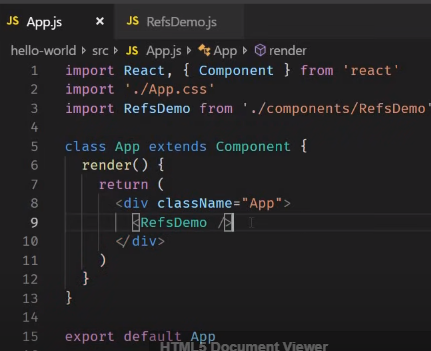 JS App.js × JS RefsDemo.js
hello-world > src > JS App.js > App > render
1 import React, { Component } from 'react'
2 import './App.css'
3 import RefsDemo from './components/RefsDemo'
4
5 class App extends Component {
6 render() {
7 return (
8 <div className="App">
9 <RefsDemo />
10 </div>
11 )
12 }
13 }
14
15 export default App
HTML5 Document Viewer